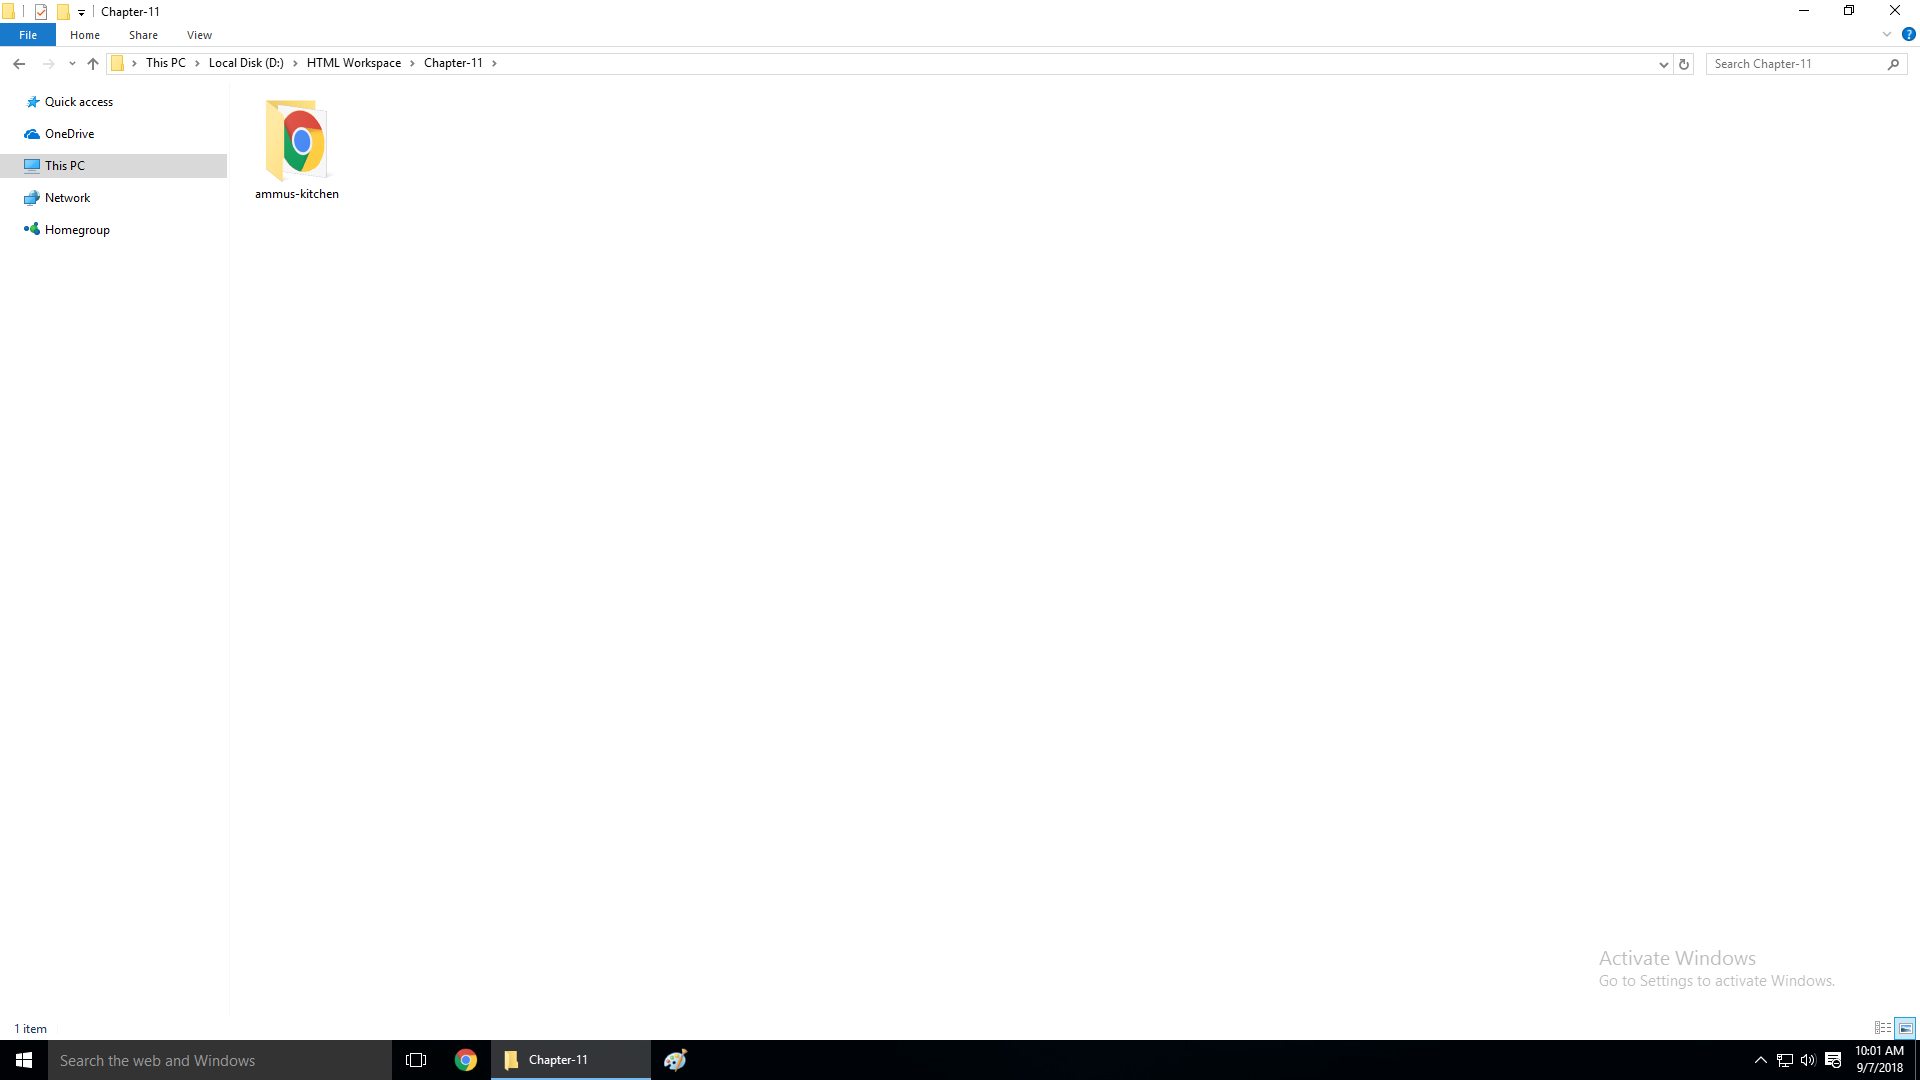 Chapter-11
File Home Share View
?
This PC Local Disk (D:) HTML Workspace Chapter-11
Search Chapter-11
Quick access
OneDrive
This PC
Network
Homegroup
ammus-kitchen
Activate Windows
Go to Settings to activate Windows.
1 item
Search the web and Windows
Chapter-11
10:01 AM
9/7/2018